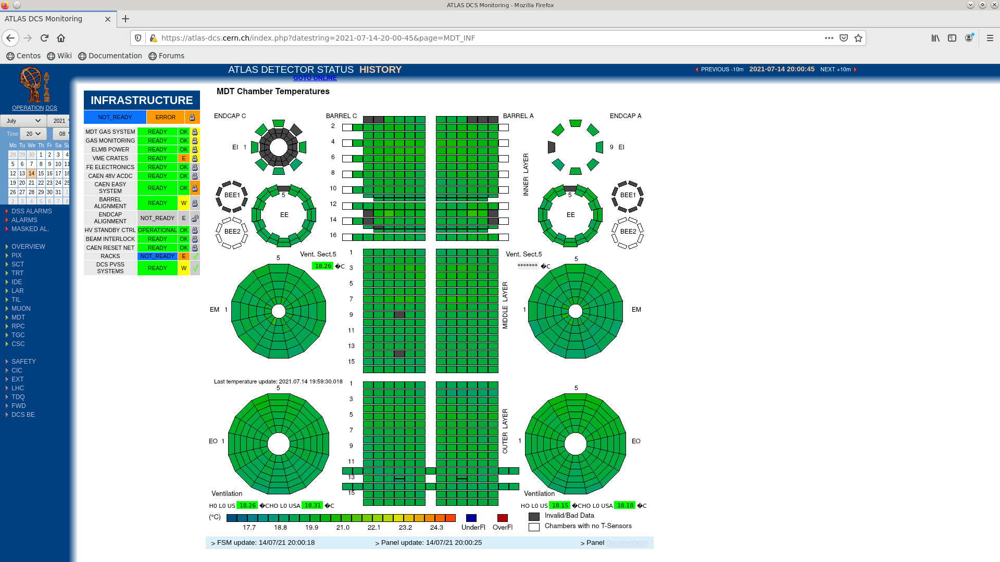 ATLAS DCS Monitoring - Mozilla Firefox
ATLAS DCS Monitoring
https://atlas-dcs.cern.ch/index.php?datestring=2021-07-14-20-00-45&page=MDT_INF
Centos Wiki Documentation Forums
ATLAS DETECTOR STATUS HISTORY
GOTO ONLINE
PREVIOUS -10m 2021-07-14 20:00:45 NEXT +10m
ATLAS
OPERATION DCS
July 2021
Time 20 : 08
Mo Tu We Th Fr Sa Su
28 29 30 1 2 3 4
5 6 7 8 9 10 11
12 13 14 15 16 17 18
19 20 21 22 23 24 25
26 27 28 29 30 31 1
2 3 4 5 6 7 8
DSS ALARMS
ALARMS
MASKED AL.
OVERVIEW
PIX
SCT
TRT
IDE
LAR
TIL
MUON
MDT
RPC
TGC
CSC
SAFETY
CIC
EXT
LHC
TDQ
FWD
DCS BE
INFRASTRUCTURE
NOT_READY ERROR
MDT GAS SYSTEM READY OK
GAS MONITORING READY OK
ELMB POWER READY OK
VME CRATES READY E
FE ELECTRONICS READY OK
CAEN 48V ACDC READY OK
CAEN EASY SYSTEM READY OK
BARREL ALIGNMENT READY W
ENDCAP ALIGNMENT NOT_READY E
HV STANDBY CTRL OPERATIONAL OK
BEAM INTERLOCK READY OK
CAEN RESET NET READY OK
RACKS NOT_READY E
DCS PVSS SYSTEMS READY W
MDT Chamber Temperatures
ENDCAP C BARREL C BARREL A ENDCAP A
2
4
6
8
10
12
14
16
EI 1
9 EI
INNER LAYER
BEE1 5 EE BEE2
5 EE BEE1 BEE2
Vent. Sect.5
18.26 �C
Vent. Sect.5
******* �C
5
5
EM 1
1 EM
1
3
5
7
9
11
13
15
MIDDLE LAYER
Last temperature update: 2021.07.14 19:59:30.018
5
5
EO 1
1 EO
1
3
5
7
9
11
13
15
OUTER LAYER
Ventilation
H0 L0 US 18.26 �C HO L0 USA 18.31 �C
Ventilation
HO L0 US 18.15 �C HO L0 USA 18.18 �C
(°C)
17.7 18.8 19.9 21.0 22.1 23.2 24.3
UnderFl OverFl
Invalid/Bad Data
Chambers with no T-Sensors
> FSM update: 14/07/21 20:00:18 > Panel update: 14/07/21 20:00:25 > Panel Documentation